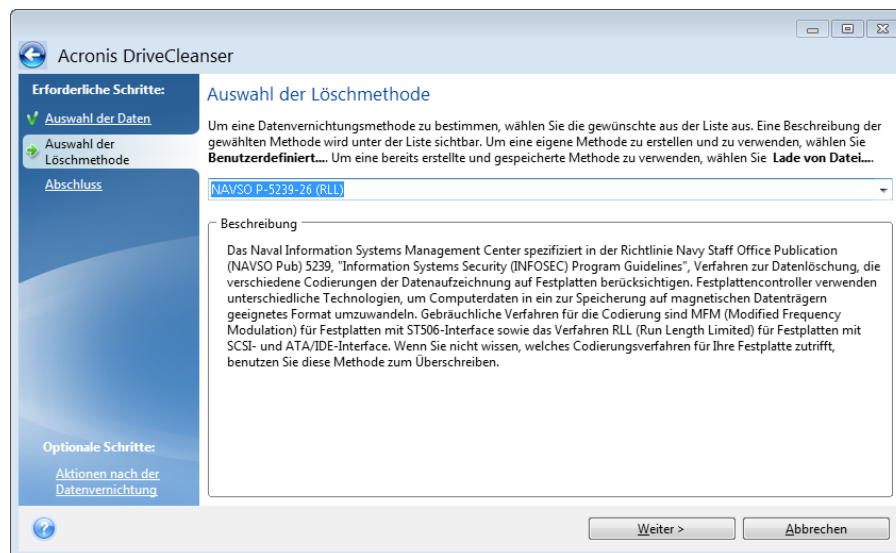 Acronis DriveCleanser
Erforderliche Schritte:
Auswahl der Daten
Auswahl der
Löschmethode
Abschluss
Optionale Schritte:
Aktionen nach der
Datenvernichtung
Auswahl der Löschmethode
Um eine Datenvernichtungsmethode zu bestimmen, wählen Sie die gewünschte aus der Liste aus. Eine Beschreibung der
gewählten Methode wird unter der Liste sichtbar. Um eine eigene Methode zu erstellen und zu verwenden, wählen Sie
Benutzerdefiniert.... Um eine bereits erstellte und gespeicherte Methode zu verwenden, wählen Sie Lade von Datei....
NAVSO P-5239-26 (RLL)
Beschreibung
Das Naval Information Systems Management Center spezifiziert in der Richtlinie Navy Staff Office Publication
(NAVSO Pub) 5239, "Information Systems Security (INFOSEC) Program Guidelines", Verfahren zur Datenlöschung, die
verschiedene Codierungen der Datenaufzeichnung auf Festplatten berücksichtigen. Festplattencontroller verwenden
unterschiedliche Technologien, um Computerdaten in ein zur Speicherung auf magnetischen Datenträgern
geeignetes Format umzuwandeln. Gebräuchliche Verfahren für die Codierung sind MFM (Modified Frequency
Modulation) für Festplatten mit ST506-Interface sowie das Verfahren RLL (Run Length Limited) für Festplatten mit
SCSI- und ATA/IDE-Interface. Wenn Sie nicht wissen, welches Codierungsverfahren für Ihre Festplatte zutrifft,
benutzen Sie diese Methode zum Überschreiben.
Weiter >
Abbrechen